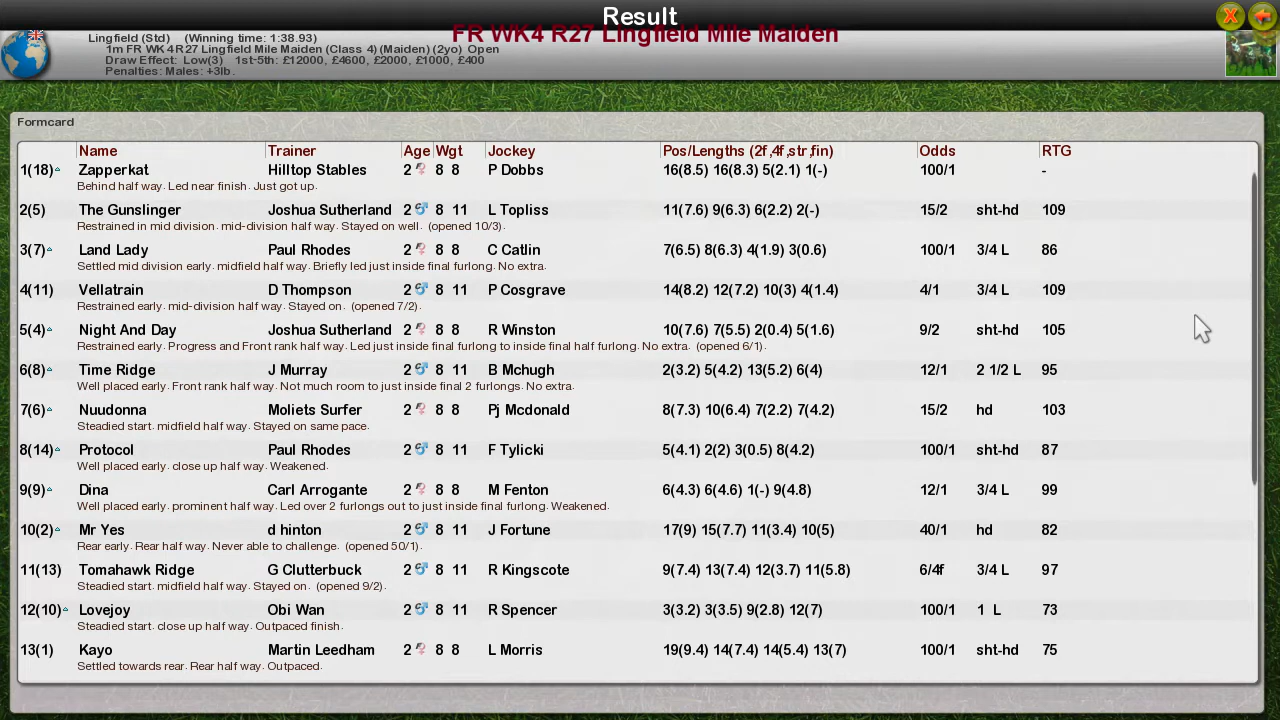 Result
FR WK4 R27 Lingfield Mile Maiden
Lingfield (Std) (Winning time: 1:38.93)
1m FR WK4 R27 Lingfield Mile Maiden (Class 4) (Maiden) (2yo) Open
Draw Effect: Low(3) 1st-5th: £12000, £4600, £2000, £1000, £400
Penalties: Males: +3lb.
Formcard
Name Trainer Age Wgt Jockey Pos/Lengths (2f,4f,str,fin) Odds RTG
1(18) Zapperkat Hilltop Stables 2 8 8 P Dobbs 16(8.5) 16(8.3) 5(2.1) 1(-) 100/1 -
Behind half way. Led near finish. Just got up.
2(5) The Gunslinger Joshua Sutherland 2 8 11 L Topliss 11(7.6) 9(6.3) 6(2.2) 2(-) 15/2 sht-hd 109
Restrained in mid division. mid-division half way. Stayed on well. (opened 10/3).
3(7) Land Lady Paul Rhodes 2 8 8 C Catlin 7(6.5) 8(6.3) 4(1.9) 3(0.6) 100/1 3/4 L 86
Settled mid division early. midfield half way. Briefly led just inside final furlong. No extra.
4(11) Vellatrain D Thompson 2 8 11 P Cosgrave 14(8.2) 12(7.2) 10(3) 4(1.4) 4/1 3/4 L 109
Restrained early. mid-division half way. Stayed on. (opened 7/2).
5(4) Night And Day Joshua Sutherland 2 8 8 R Winston 10(7.6) 7(5.5) 2(0.4) 5(1.6) 9/2 sht-hd 105
Restrained early. Progress and Front rank half way. Led just inside final furlong to inside final half furlong. No extra. (opened 6/1).
6(8) Time Ridge J Murray 2 8 11 B Mchugh 2(3.2) 5(4.2) 13(5.2) 6(4) 12/1 2 1/2 L 95
Well placed early. Front rank half way. Not much room to just inside final 2 furlongs. No extra.
7(6) Nuudonna Moliets Surfer 2 8 8 Pj Mcdonald 8(7.3) 10(6.4) 7(2.2) 7(4.2) 15/2 hd 103
Steadied start. midfield half way. Stayed on same pace.
8(14) Protocol Paul Rhodes 2 8 11 F Tylicki 5(4.1) 2(2) 3(0.5) 8(4.2) 100/1 sht-hd 87
Well placed early. close up half way. Weakened.
9(9) Dina Carl Arrogante 2 8 8 M Fenton 6(4.3) 6(4.6) 1(-) 9(4.8) 12/1 3/4 L 99
Well placed early. prominent half way. Led over 2 furlongs out to just inside final furlong. Weakened.
10(2) Mr Yes d hinton 2 8 11 J Fortune 17(9) 15(7.7) 11(3.4) 10(5) 40/1 hd 82
Rear early. Rear half way. Never able to challenge. (opened 50/1).
11(13) Tomahawk Ridge G Clutterbuck 2 8 11 R Kingscote 9(7.4) 13(7.4) 12(3.7) 11(5.8) 6/4f 3/4 L 97
Steadied start. midfield half way. Stayed on. (opened 9/2).
12(10) Lovejoy Obi Wan 2 8 11 R Spencer 3(3.2) 3(3.5) 9(2.8) 12(7) 100/1 1 L 73
Steadied start. close up half way. Outpaced finish.
13(1) Kayo Martin Leedham 2 8 8 L Morris 19(9.4) 14(7.4) 14(5.4) 13(7) 100/1 sht-hd 75
Settled towards rear. Rear half way. Outpaced.